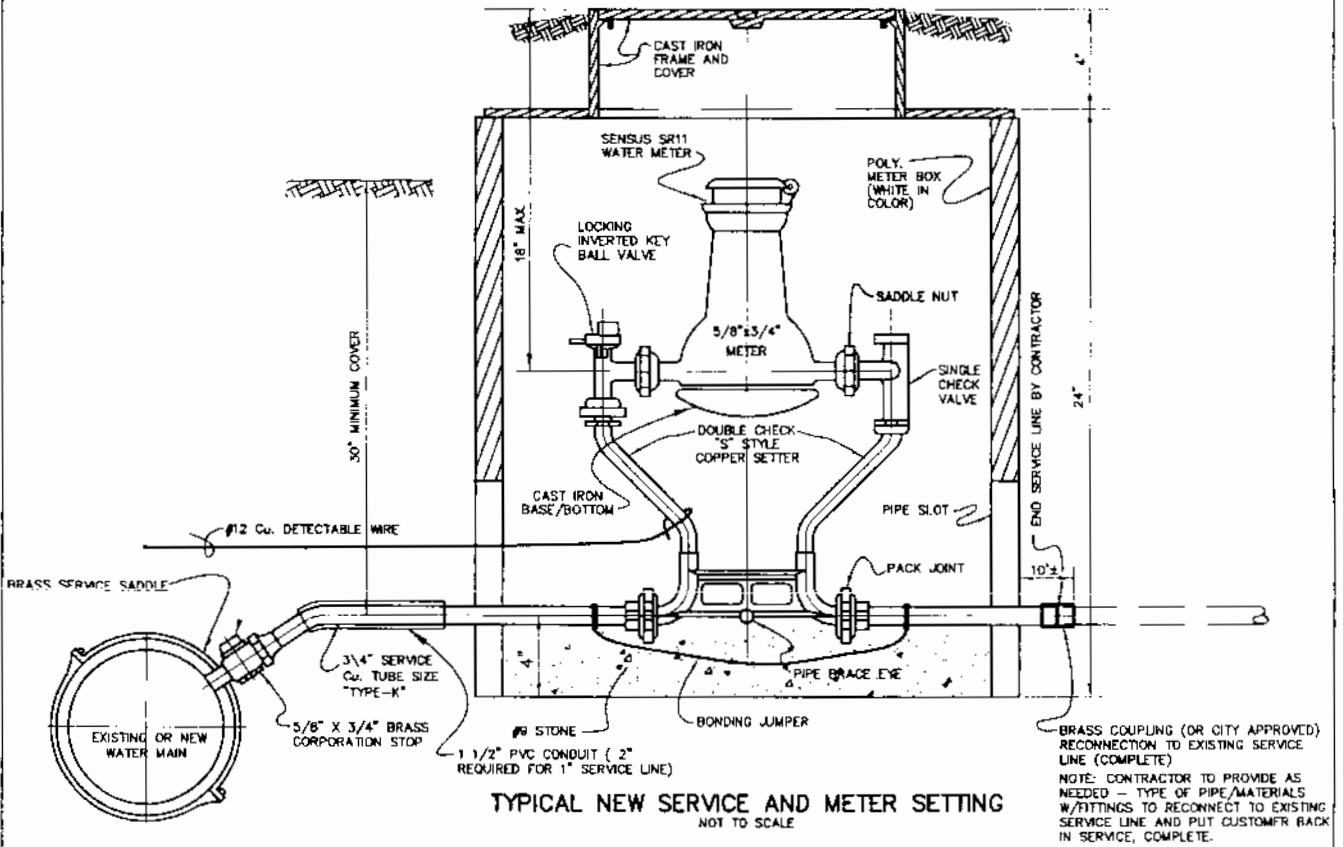 CAST IRON
FRAME AND
COVER
4"
SENSUS SR11
WATER METER
POLY.
METER BOX
(WHITE IN
COLOR)
18" MAX
LOCKING
INVERTED KEY
BALL VALVE
SADDLE NUT
5/8"x3/4"
METER
SINGLE
CHECK
VALVE
30" MINIMUM COVER
END SERVICE LINE BY CONTRACTOR
24"
DOUBLE CHECK
"S" STYLE
COPPER SETTER
CAST IRON
BASE/BOTTOM
PIPE SLOT
#12 Cu. DETECTABLE WIRE
PACK JOINT
10"±
BRASS SERVICE SADDLE
4"
3\4" SERVICE
Cu. TUBE SIZE
"TYPE-K"
PIPE BRACE EYE
5/8" X 3/4" BRASS
CORPORATION STOP
#9 STONE
BONDING JUMPER
EXISTING OR NEW
WATER MAIN
1 1/2" PVC CONDUIT ( 2"
REQUIRED FOR 1" SERVICE LINE)
BRASS COUPLING (OR CITY APPROVED)
RECONNECTION TO EXISTING SERVICE
LINE (COMPLETE)
NOTE: CONTRACTOR TO PROVIDE AS
NEEDED - TYPE OF PIPE/MATERIALS
W/FITTINGS TO RECONNECT TO EXISTING
SERVICE LINE AND PUT CUSTOMER BACK
IN SERVICE, COMPLETE.
TYPICAL NEW SERVICE AND METER SETTING
NOT TO SCALE